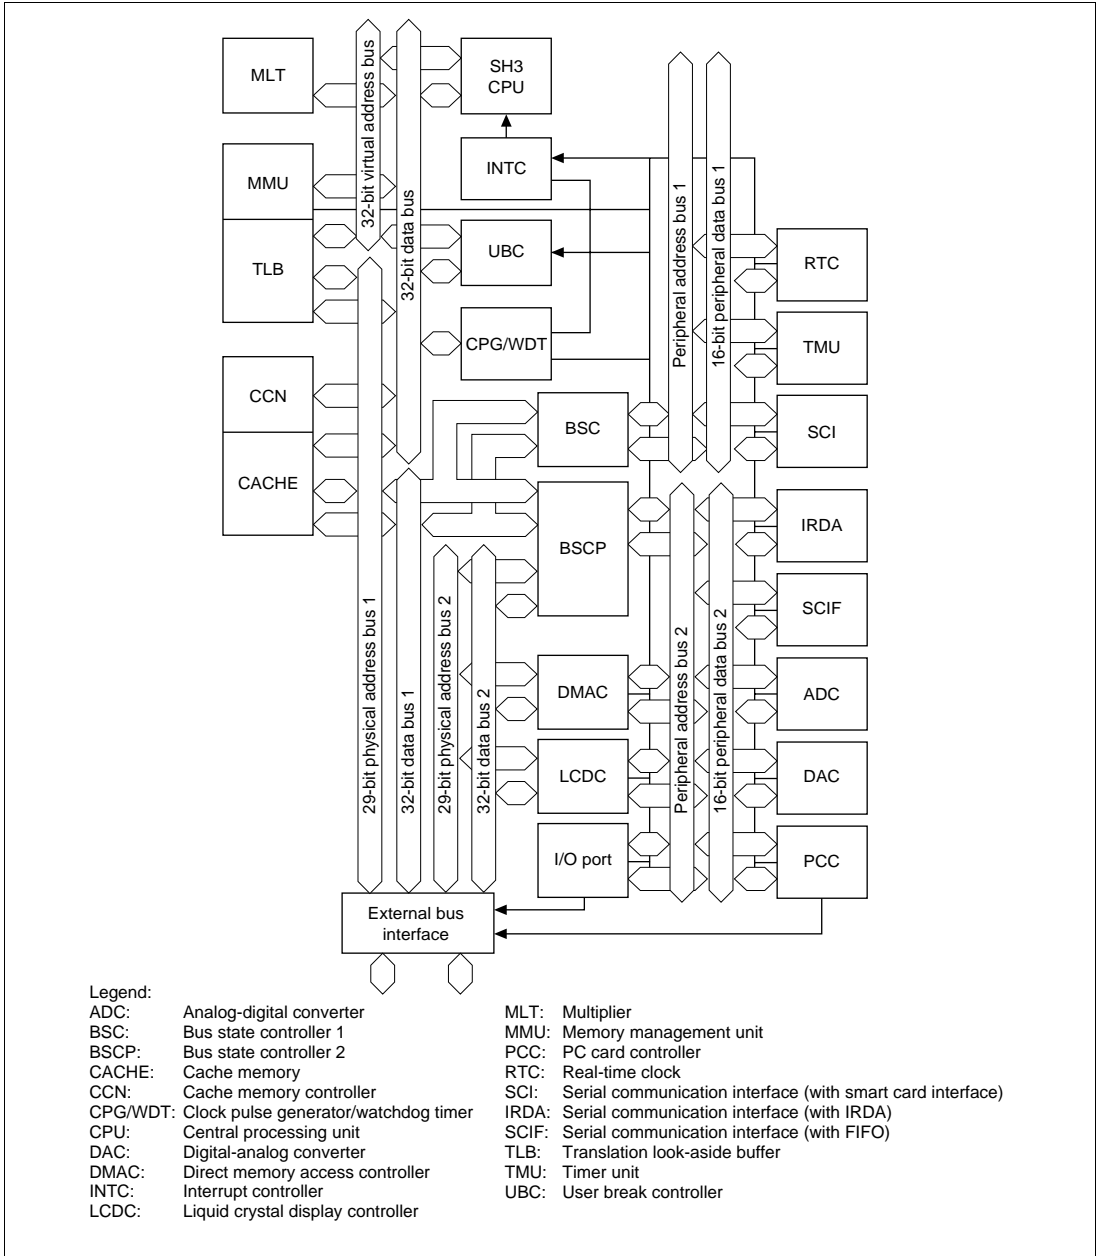 MLT
SH3
CPU
MMU
INTC
TLB
UBC
RTC
CPG/WDT
TMU
CCN
BSC
SCI
CACHE
BSCP
IRDA
SCIF
DMAC
ADC
LCDC
DAC
I/O port
PCC
32-bit virtual address bus
32-bit data bus
Peripheral address bus 1
16-bit peripheral data bus 1
29-bit physical address bus 1
32-bit data bus 1
29-bit physical address bus 2
32-bit data bus 2
Peripheral address bus 2
16-bit peripheral data bus 2
External bus
interface
Legend:
ADC: Analog-digital converter
BSC: Bus state controller 1
BSCP: Bus state controller 2
CACHE: Cache memory
CCN: Cache memory controller
CPG/WDT: Clock pulse generator/watchdog timer
CPU: Central processing unit
DAC: Digital-analog converter
DMAC: Direct memory access controller
INTC: Interrupt controller
LCDC: Liquid crystal display controller
MLT: Multiplier
MMU: Memory management unit
PCC: PC card controller
RTC: Real-time clock
SCI: Serial communication interface (with smart card interface)
IRDA: Serial communication interface (with IRDA)
SCIF: Serial communication interface (with FIFO)
TLB: Translation look-aside buffer
TMU: Timer unit
UBC: User break controller